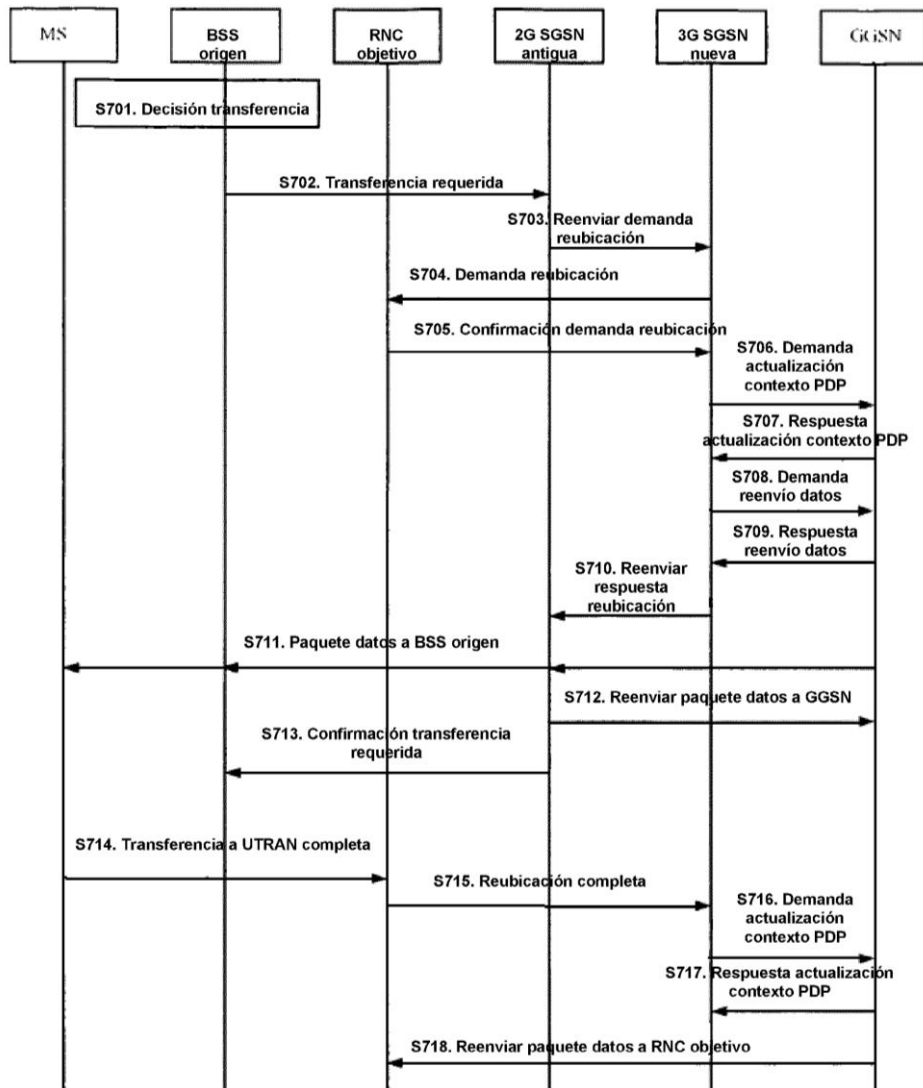 MS
BSS
origen
RNC
objetivo
2G SGSN
antigua
3G SGSN
nueva
GGSN
S701. Decisión transferencia
S702. Transferencia requerida
S703. Reenviar demanda
reubicación
S704. Demanda reubicación
S705. Confirmación demanda reubicación
S706. Demanda
actualización
contexto PDP
S707. Respuesta
actualización contexto PDP
S708. Demanda
reenvío datos
S709. Respuesta
reenvío datos
S710. Reenviar
respuesta
reubicación
S711. Paquete datos a BSS origen
S712. Reenviar paquete datos a GGSN
S713. Confirmación transferencia
requerida
S714. Transferencia a UTRAN completa
S715. Reubicación completa
S716. Demanda
actualización
contexto PDP
S717. Respuesta actualización
contexto PDP
S718. Reenviar paquete datos a RNC objetivo